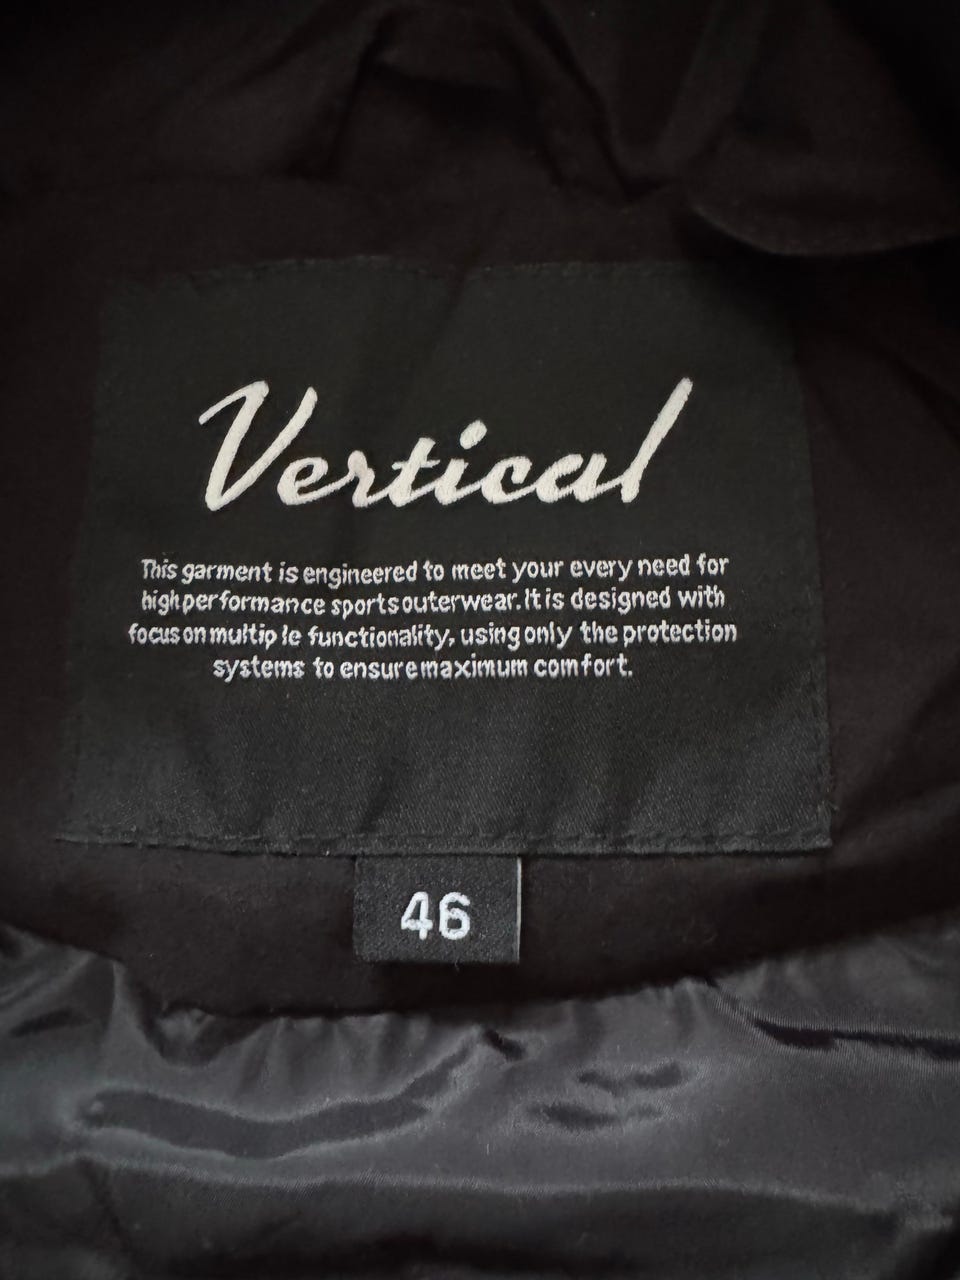 Vertical
This garment is engineered to meet your every need for
high performance sports outerwear. It is designed with
focus on multip le functionality, using only the protection
systems to ensure maximum comfort.
46